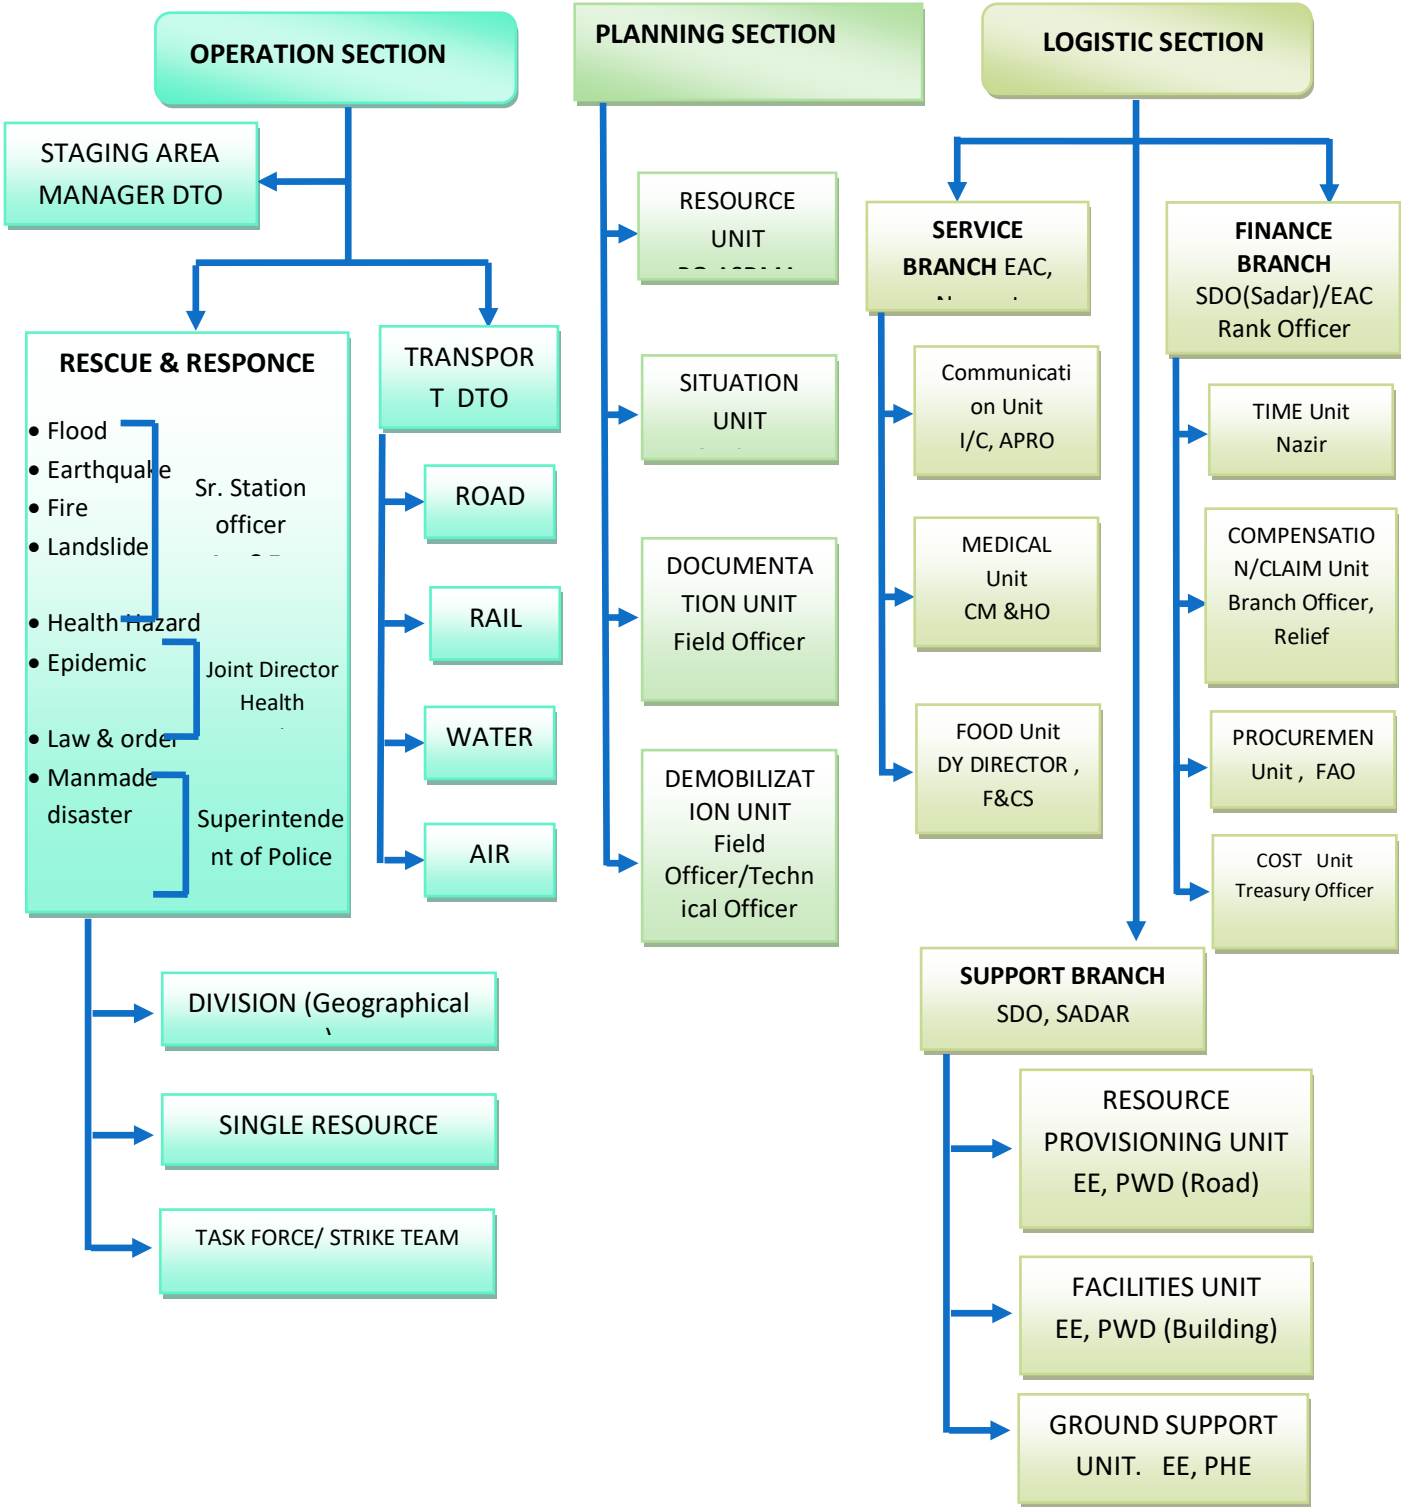 OPERATION SECTION
STAGING AREA
MANAGER DTO
RESCUE & RESPONCE
• Flood
• Earthquake
• Fire
• Landslide
Sr. Station
officer
• Health Hazard
• Epidemic
Joint Director
Health
• Law & order
• Manmade
disaster
Superintende
nt of Police
TRANSPOR
T DTO
ROAD
RAIL
WATER
AIR
DIVISION (Geographical
)
SINGLE RESOURCE
TASK FORCE/ STRIKE TEAM
PLANNING SECTION
RESOURCE
UNIT
SITUATION
UNIT
DOCUMENTA
TION UNIT
Field Officer
DEMOBILIZAT
ION UNIT
Field
Officer/Techn
ical Officer
LOGISTIC SECTION
SERVICE
BRANCH EAC,
Communicati
on Unit
I/C, APRO
MEDICAL
Unit
CM &HO
FOOD Unit
DY DIRECTOR ,
F&CS
FINANCE
BRANCH
SDO(Sadar)/EAC
Rank Officer
TIME Unit
Nazir
COMPENSATIO
N/CLAIM Unit
Branch Officer,
Relief
PROCUREMEN
Unit , FAO
COST Unit
Treasury Officer
SUPPORT BRANCH
SDO, SADAR
RESOURCE
PROVISIONING UNIT
EE, PWD (Road)
FACILITIES UNIT
EE, PWD (Building)
GROUND SUPPORT
UNIT. EE, PHE